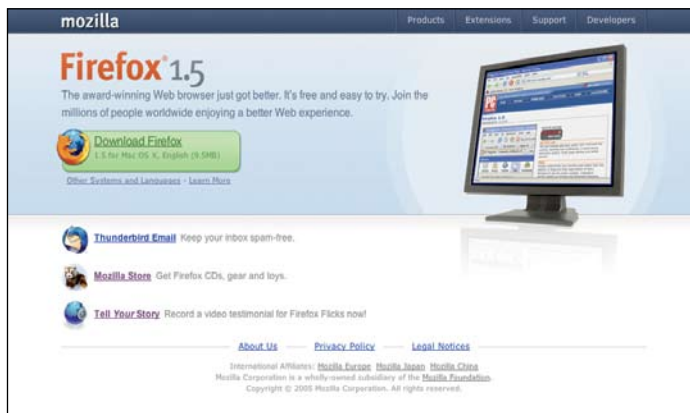 mozilla
Products Extensions Support Developers
Firefox® 1.5
The award-winning Web browser just got better. It's free and easy to try. Join the
millions of people worldwide enjoying a better Web experience.
Download Firefox
1.5 for Mac OS X, English (9.5MB)
Other Systems and Languages - Learn More
Thunderbird Email Keep your inbox spam-free.
Mozilla Store Get Firefox CDs, gear and toys.
Tell Your Story Record a video testimonial for Firefox Flicks now!
About Us Privacy Policy Legal Notices
International Affiliates: Mozilla Europe Mozilla Japan Mozilla China
Mozilla Corporation is a wholly-owned subsidiary of the Mozilla Foundation.
Copyright © 2005 Mozilla Corporation. All rights reserved.